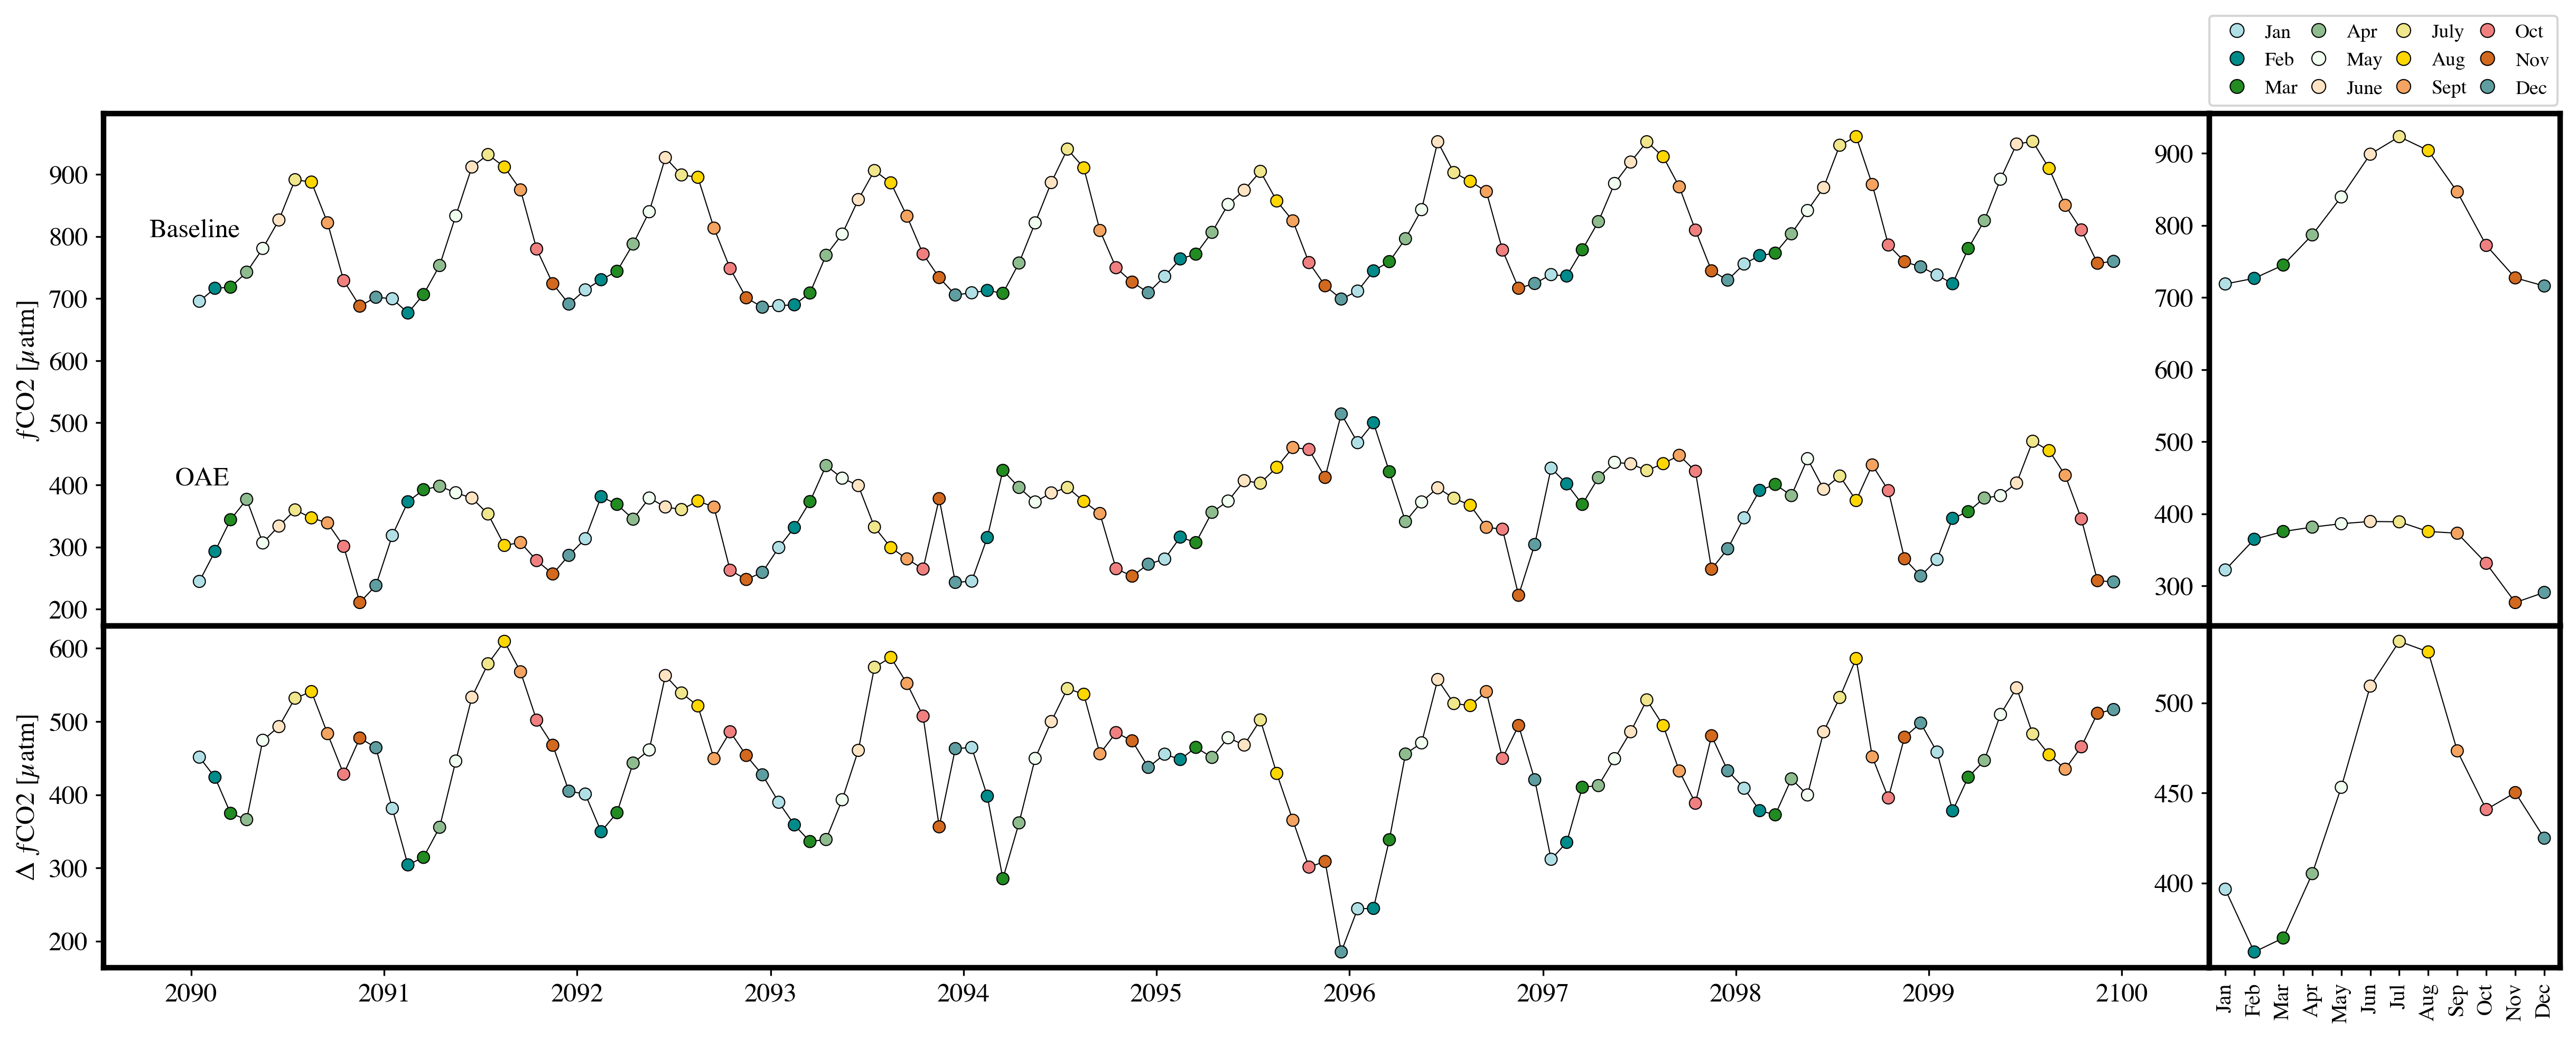 Jan Apr July Oct
Feb May Aug Nov
Mar June Sept Dec
900
800
700
600
500
400
300
200
fCO2 [μatm]
Baseline
OAE
900
800
700
600
500
400
300
600
500
400
300
200
Δ fCO2 [μatm]
500
450
400
2090 2091 2092 2093 2094 2095 2096 2097 2098 2099 2100
Jan Feb Mar Apr May Jun Jul Aug Sep Oct Nov Dec